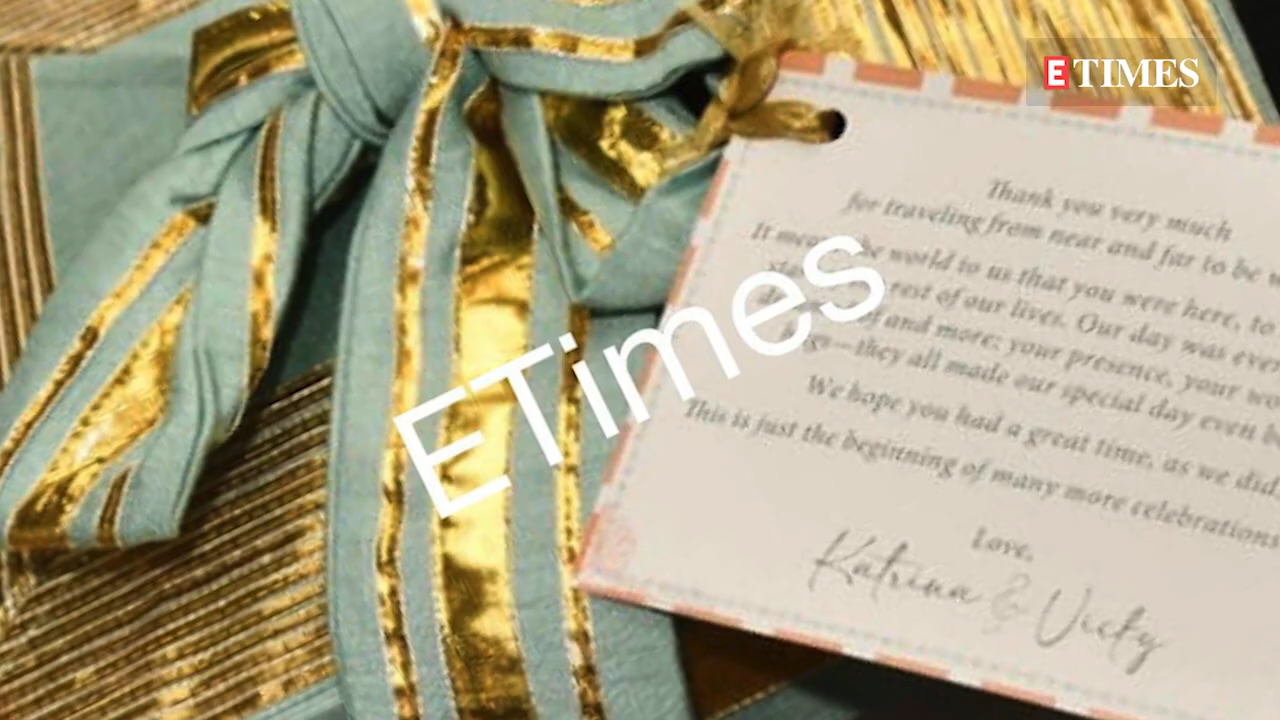 ETIMES
Thank you very much
for traveling from near and far to be
It the world to us that you were here, to
rest of our lives. Our day was
and more; your presence, your
they all made our special day even
We hope you had a great time, as we did
This is just the beginning of many more celebrations
Love,
Katrina & Vicky
ETimes